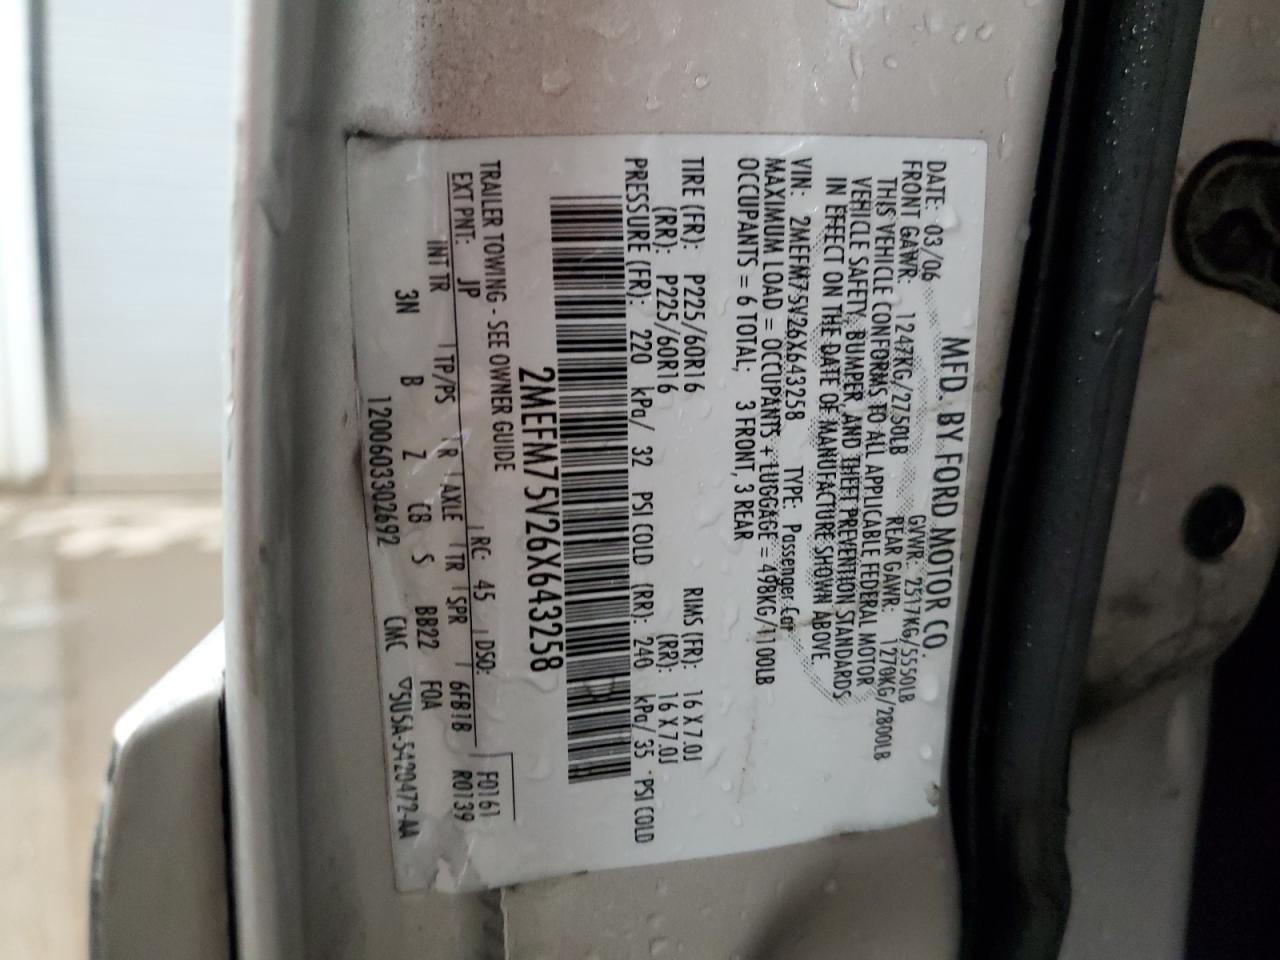 MFD. BY FORD MOTOR CO.
DATE: 03/06 GVWR: 2517KG/5550LB
FRONT GAWR: 1247KG/2750LB REAR GAWR: 1270KG/2800LB
THIS VEHICLE CONFORMS TO ALL APPLICABLE FEDERAL MOTOR
VEHICLE SAFETY, BUMPER, AND THEFT PREVENTION STANDARDS
IN EFFECT ON THE DATE OF MANUFACTURE SHOWN ABOVE.
VIN: 2MEFM75V26X643258 TYPE: Passenger Car
MAXIMUM LOAD = OCCUPANTS + LUGGAGE = 498KG/1100LB
OCCUPANTS = 6 TOTAL; 3 FRONT, 3 REAR
TIRE (FR): P225/60R16 RIMS (FR): 16 X 7.0J
(RR): P225/60R16 (RR): 16 X 7.0J
PRESSURE (FR): 220 kPa/ 32 PSI COLD (RR): 240 kPa/ 35 PSI COLD
2MEFM75V26X643258
TRAILER TOWING - SEE OWNER GUIDE F0161
EXT PNT: JP RC: 45 DSO: R0139
INT TR TP/PS R AXLE TR SPR 6FB1B
3N B Z CB S BB22 F0A
1200603302692 CMC ▽5U5A-5420472-AA